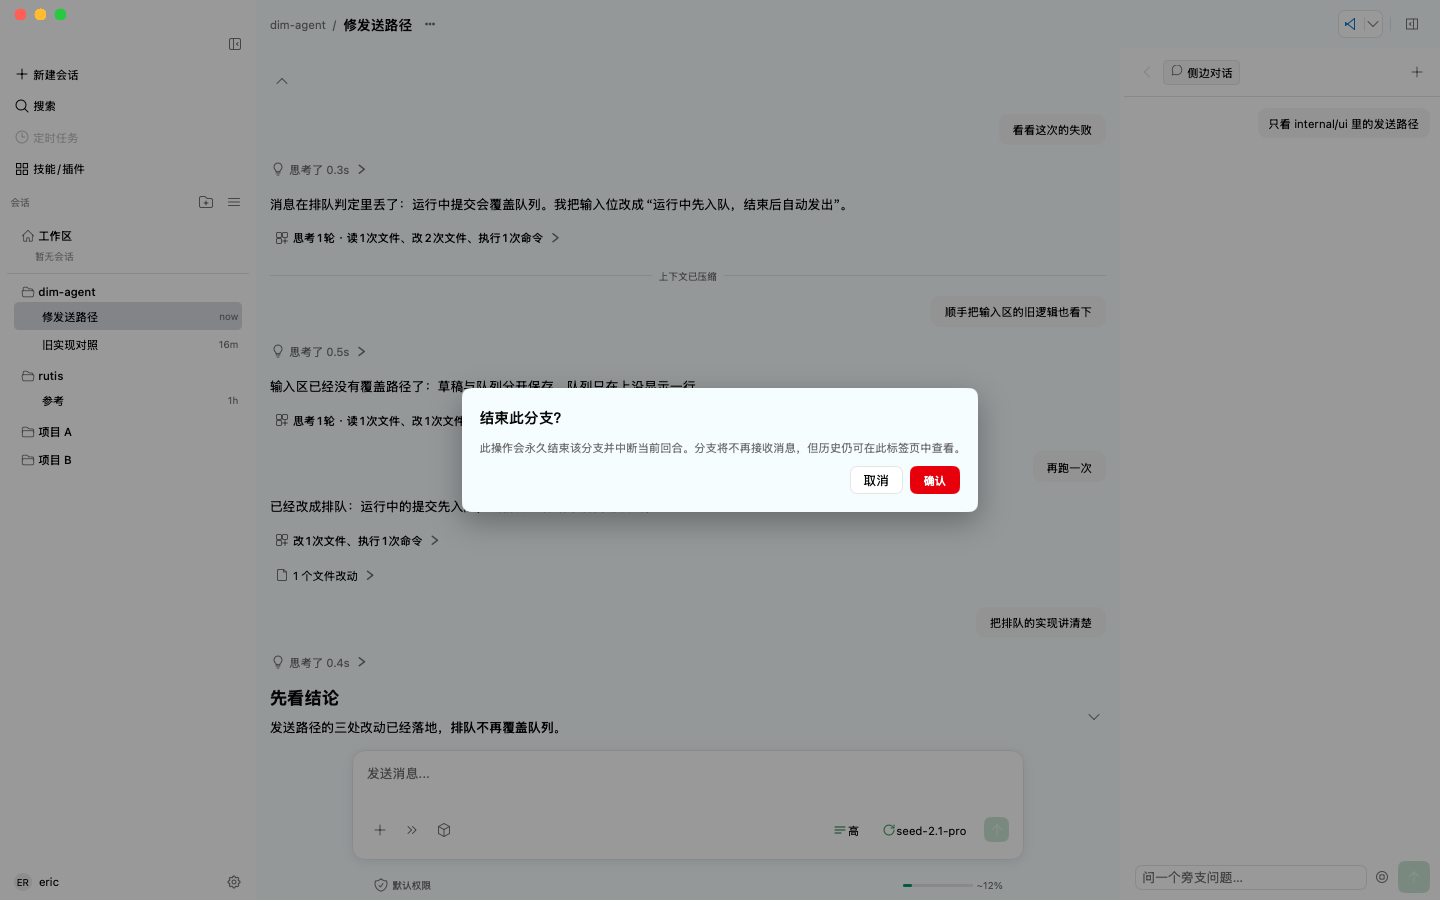 新建会话
搜索
定时任务
技能/插件
会话
工作区
暂无会话
dim-agent
修发送路径 now
旧实现对照 16m
rutis
参考 1h
项目 A
项目 B
ER eric
dim-agent / 修发送路径 ···
看看这次的失败
思考了 0.3s
消息在排队判定里丢了：运行中提交会覆盖队列。我把输入位改成“运行中先入队，结束后自动发出”。
思考1轮 · 读1次文件、改2次文件、执行1次命令
上下文已压缩
顺手把输入区的旧逻辑也看下
思考了 0.5s
输入区已经没有覆盖路径了：草稿与队列分开保存，队列只在上沿显示一行
思考1轮 · 读1次文件、改1次文件
再跑一次
已经改成排队：运行中的提交先入
改1次文件、执行1次命令
1 个文件改动
把排队的实现讲清楚
思考了 0.4s
先看结论
发送路径的三处改动已经落地，排队不再覆盖队列。
发送消息...
高 seed-2.1-pro
默认权限 ~12%
结束此分支?
此操作会永久结束该分支并中断当前回合。分支将不再接收消息，但历史仍可在此标签页中查看。
取消 确认
侧边对话
只看 internal/ui 里的发送路径
问一个旁支问题...